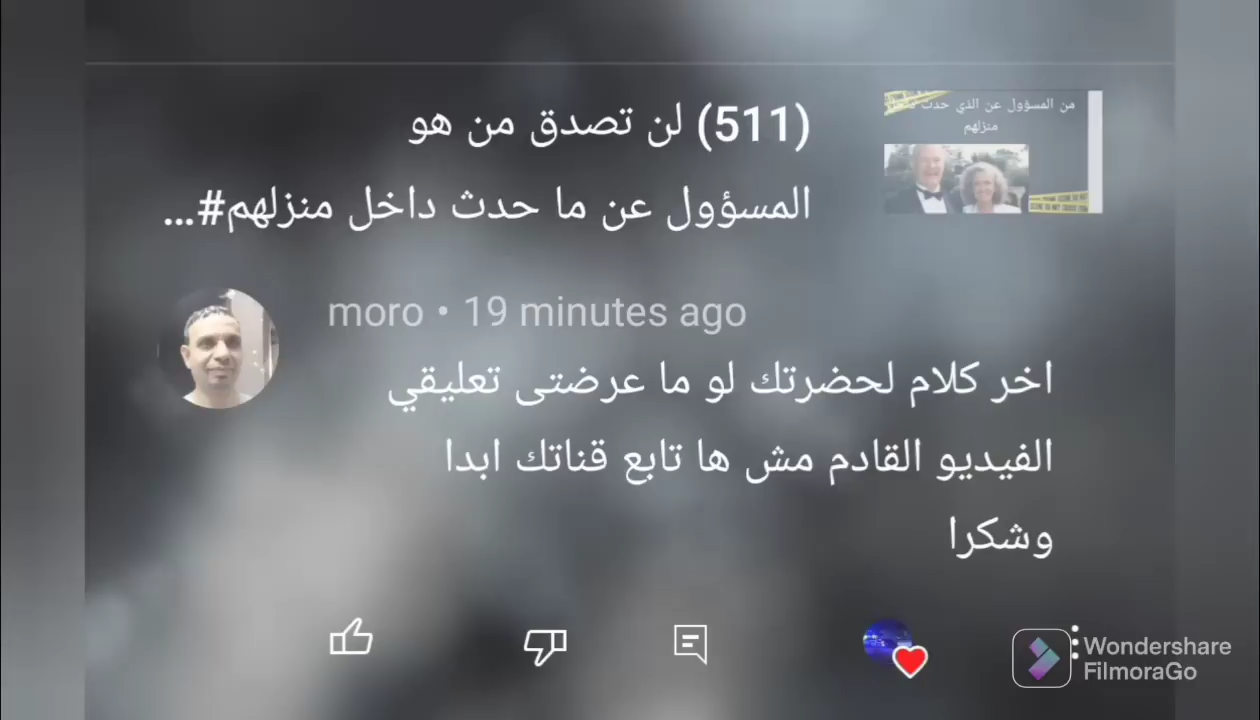 من المسؤول عن الذي حدث داخل
منزلهم
(511) لن تصدق من هو
المسؤول عن ما حدث داخل منزلهم#...
moro • 19 minutes ago
اخر كلام لحضرتك لو ما عرضتى تعليقي
الفيديو القادم مش ها تابع قناتك ابدا
وشكرا
Wondershare
FilmoraGo